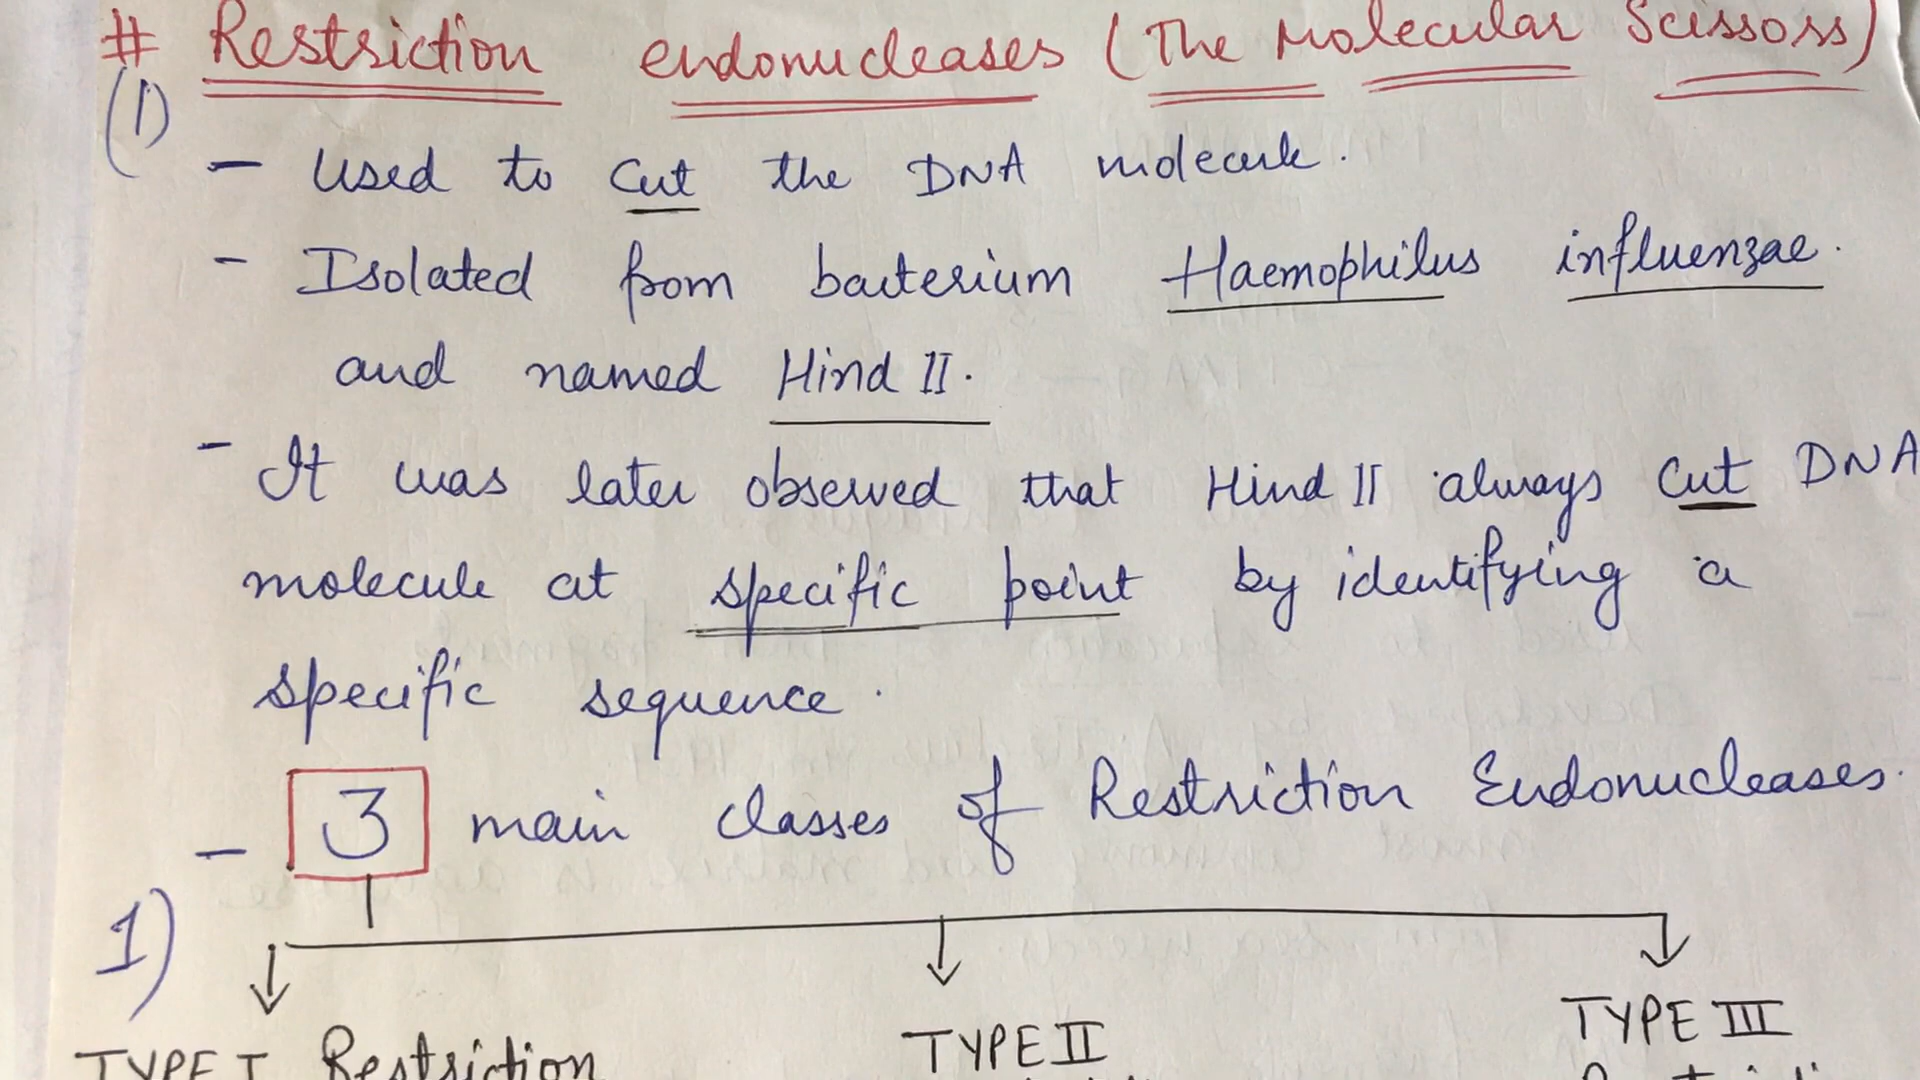 # Restriction endonucleases (The Molecular Scissors)
(1)
- Used to cut the DNA molecule.
- Isolated from bacterium Haemophilus influenzae.
and named Hind II.
- It was later observed that Hind II always cut DNA
molecule at specific point by identifying a
specific sequence.
- 3 main classes of Restriction Endonucleases.
1)
TYPE I Restriction TYPE II TYPE III